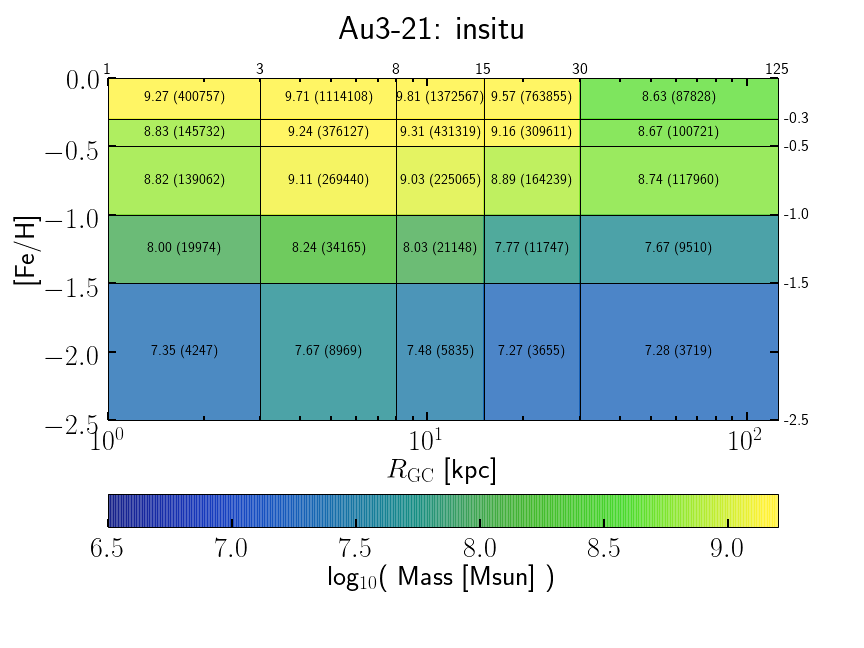 Au3-21: insitu
1 3 8 15 30 125
0.0 9.27 (400757) 9.71 (1114108) 9.81 (1372567) 9.57 (763855) 8.63 (87828)
-0.3
8.83 (145732) 9.24 (376127) 9.31 (431319) 9.16 (309611) 8.67 (100721)
−0.5 -0.5
8.82 (139062) 9.11 (269440) 9.03 (225065) 8.89 (164239) 8.74 (117960)
−1.0 -1.0
[Fe/H]
8.00 (19974) 8.24 (34165) 8.03 (21148) 7.77 (11747) 7.67 (9510)
−1.5 -1.5
−2.0 7.35 (4247) 7.67 (8969) 7.48 (5835) 7.27 (3655) 7.28 (3719)
−2.5 -2.5
10⁰ 10¹ 10²
R_GC [kpc]
6.5 7.0 7.5 8.0 8.5 9.0
log₁₀( Mass [Msun] )